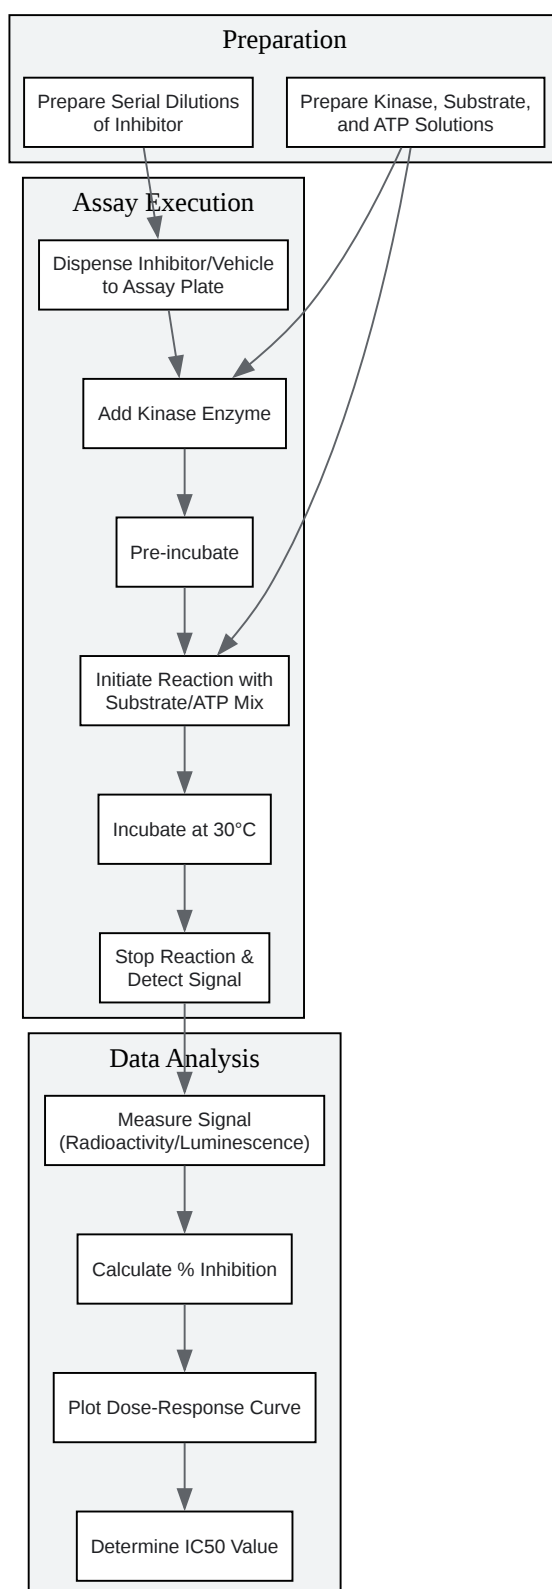 Preparation
Prepare Serial Dilutions
of Inhibitor
Prepare Kinase, Substrate,
and ATP Solutions
Assay Execution
Dispense Inhibitor/Vehicle
to Assay Plate
Add Kinase Enzyme
Pre-incubate
Initiate Reaction with
Substrate/ATP Mix
Incubate at 30°C
Stop Reaction &
Detect Signal
Data Analysis
Measure Signal
(Radioactivity/Luminescence)
Calculate % Inhibition
Plot Dose-Response Curve
Determine IC50 Value